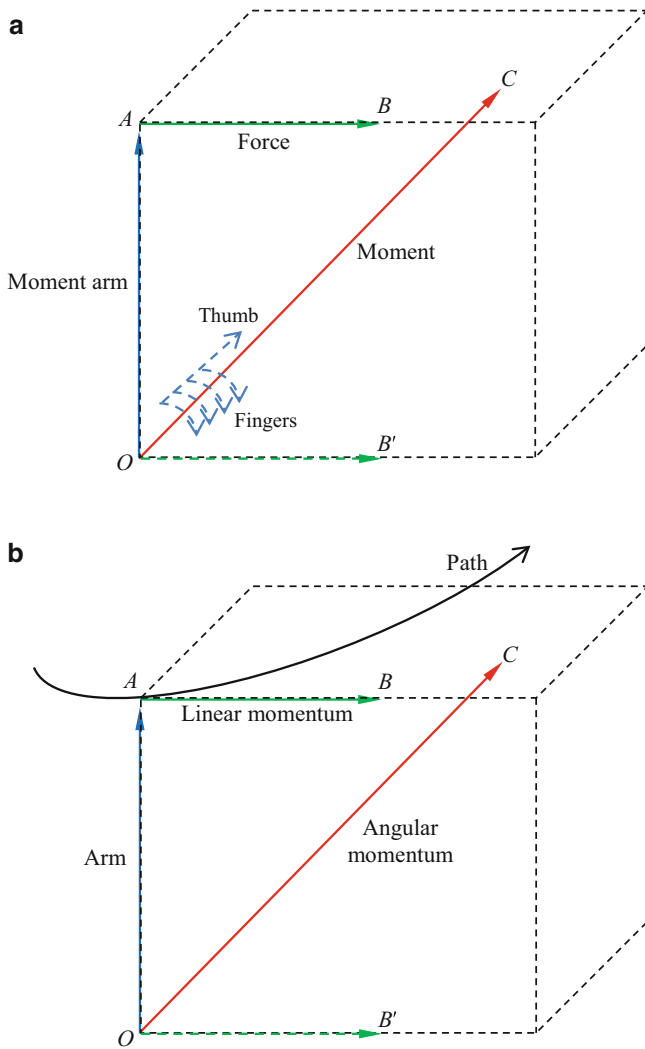 a
C
A
B
Force
Moment
Moment arm
Thumb
Fingers
O
B′
b
Path
C
A
B
Linear momentum
Arm
Angular
momentum
O
B′